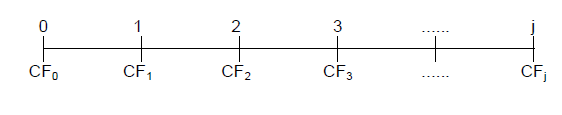 0 1 2 3 ...... j
CF₀ CF₁ CF₂ CF₃ ...... CFⱼ